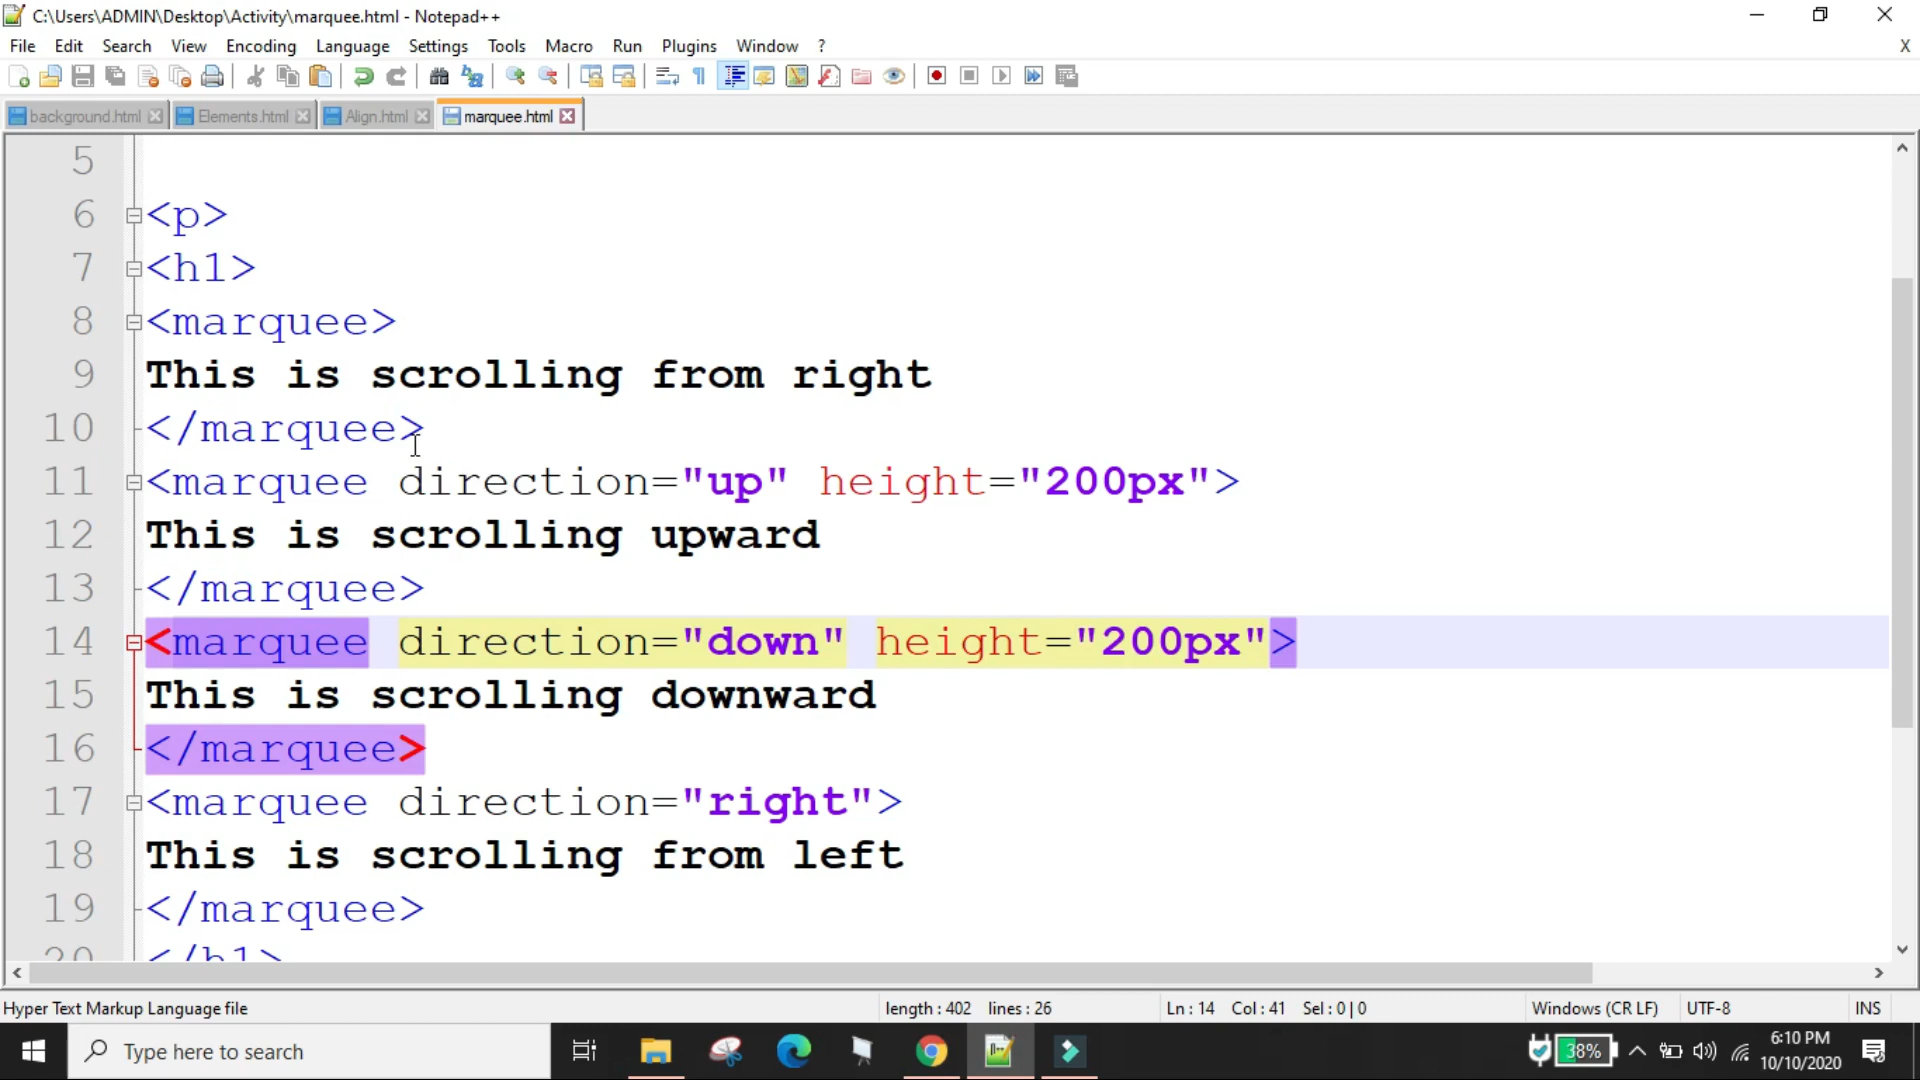 C:\Users\ADMIN\Desktop\Activity\marquee.html - Notepad++
File Edit Search View Encoding Language Settings Tools Macro Run Plugins Window ? X
background.html Elements.html Align.html marquee.html
5
6 <p>
7 <h1>
8 <marquee>
9 This is scrolling from right
10 </marquee>
11 <marquee direction="up" height="200px">
12 This is scrolling upward
13 </marquee>
14 <marquee direction="down" height="200px">
15 This is scrolling downward
16 </marquee>
17 <marquee direction="right">
18 This is scrolling from left
19 </marquee>
20 </h1>
Hyper Text Markup Language file length : 402 lines : 26 Ln : 14 Col : 41 Sel : 0 | 0 Windows (CR LF) UTF-8 INS
Type here to search 38% 6:10 PM
10/10/2020